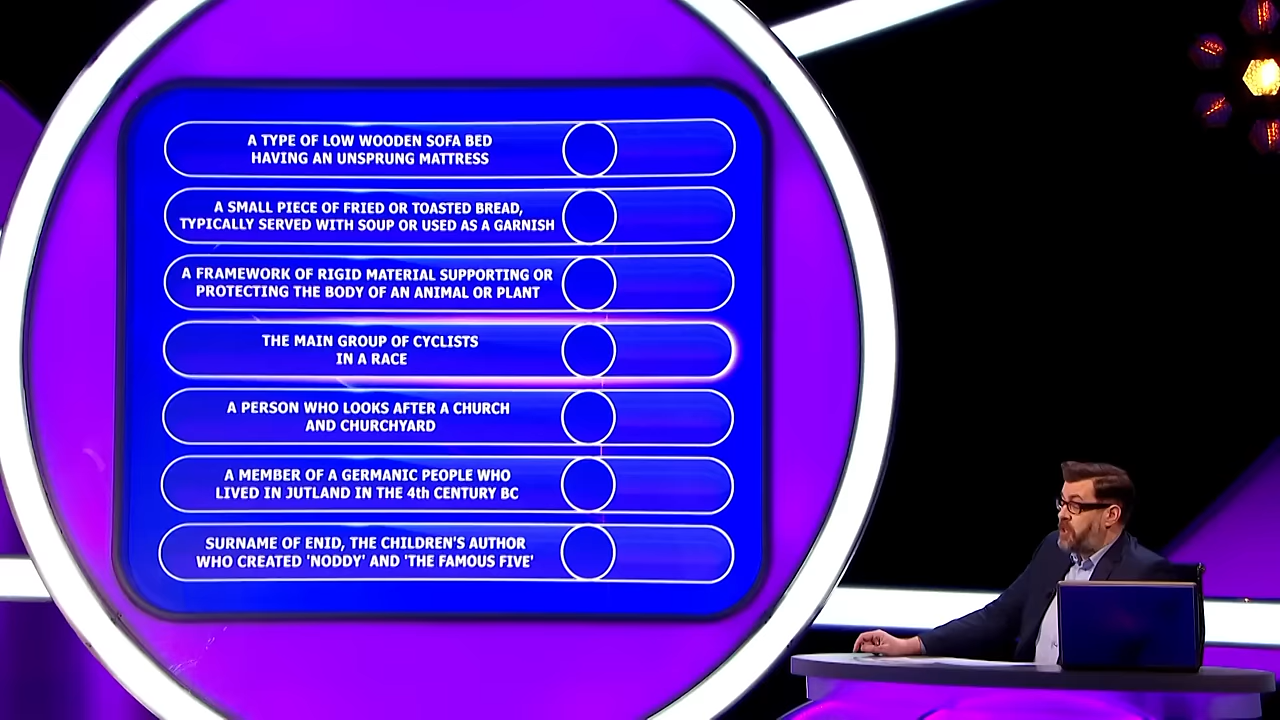 A TYPE OF LOW WOODEN SOFA BED
HAVING AN UNSPRUNG MATTRESS
A SMALL PIECE OF FRIED OR TOASTED BREAD,
TYPICALLY SERVED WITH SOUP OR USED AS A GARNISH
A FRAMEWORK OF RIGID MATERIAL SUPPORTING OR
PROTECTING THE BODY OF AN ANIMAL OR PLANT
THE MAIN GROUP OF CYCLISTS
IN A RACE
A PERSON WHO LOOKS AFTER A CHURCH
AND CHURCHYARD
A MEMBER OF A GERMANIC PEOPLE WHO
LIVED IN JUTLAND IN THE 4th CENTURY BC
SURNAME OF ENID, THE CHILDREN'S AUTHOR
WHO CREATED 'NODDY' AND 'THE FAMOUS FIVE'